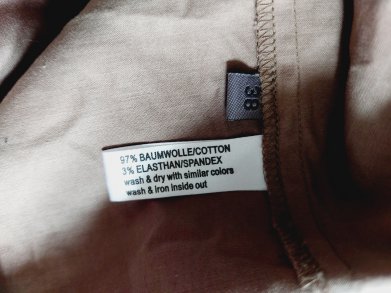 38
97% BAUMWOLLE/COTTON
3% ELASTHAN/SPANDEX
wash & dry with similar colors
wash & iron inside out